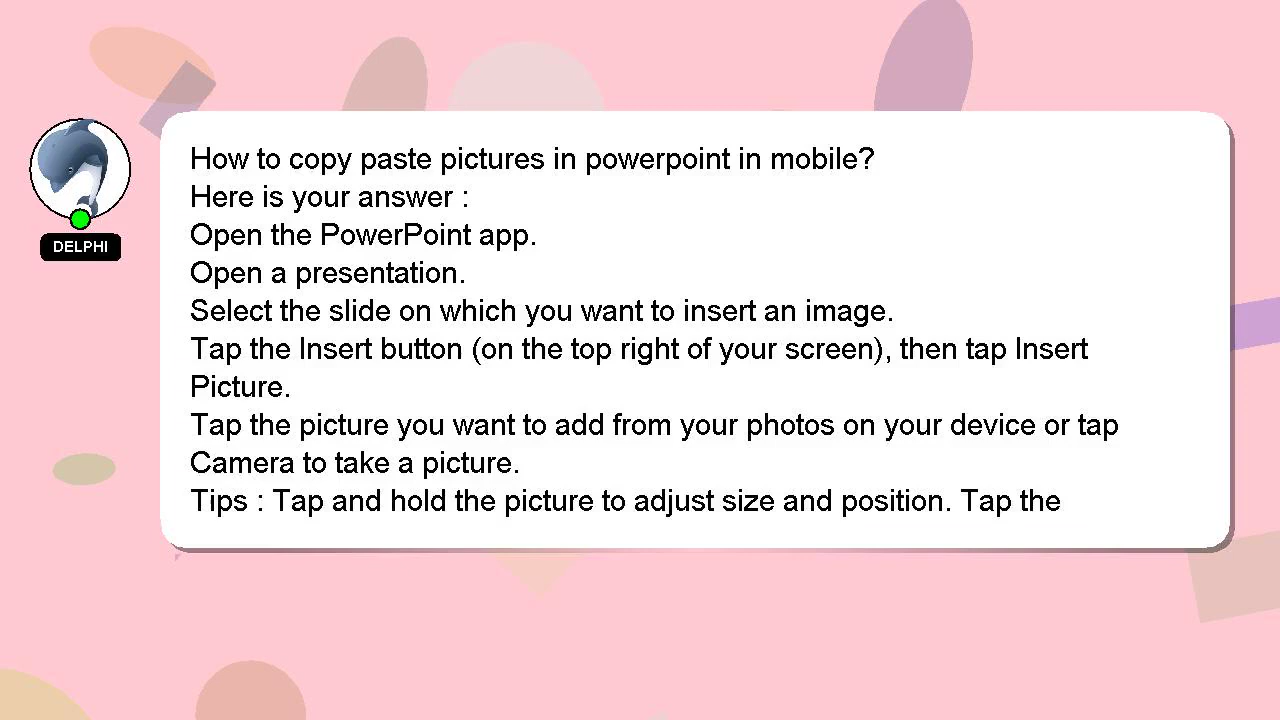 How to copy paste pictures in powerpoint in mobile?
Here is your answer :
Open the PowerPoint app.
Open a presentation.
Select the slide on which you want to insert an image.
Tap the Insert button (on the top right of your screen), then tap Insert
Picture.
Tap the picture you want to add from your photos on your device or tap
Camera to take a picture.
Tips : Tap and hold the picture to adjust size and position. Tap the
DELPHI